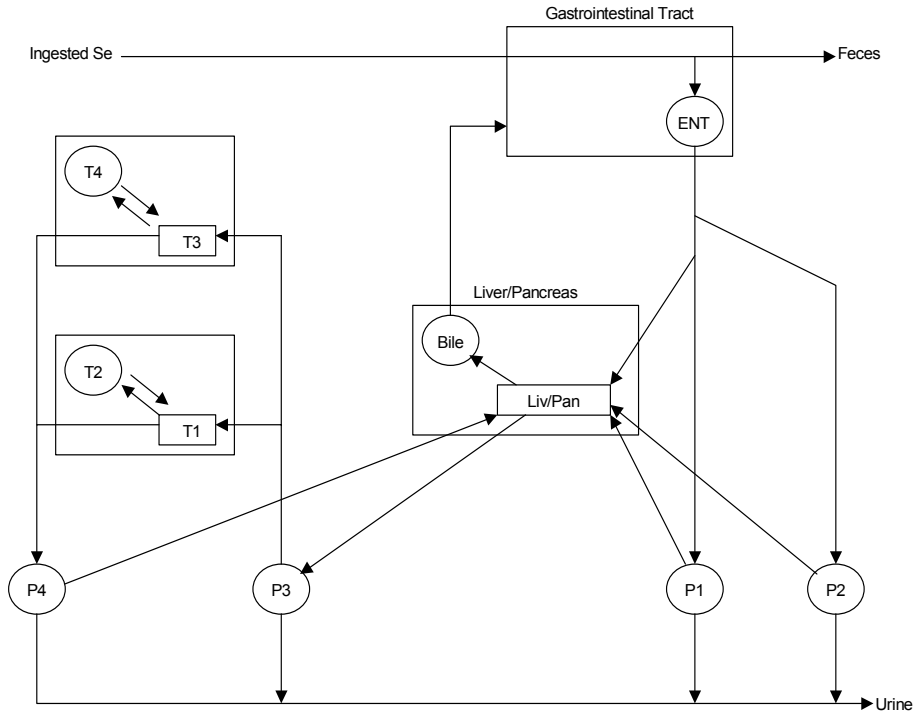 Gastrointestinal Tract
Ingested Se
Feces
ENT
T4
T3
Liver/Pancreas
Bile
T2
Liv/Pan
T1
P4
P3
P1
P2
Urine